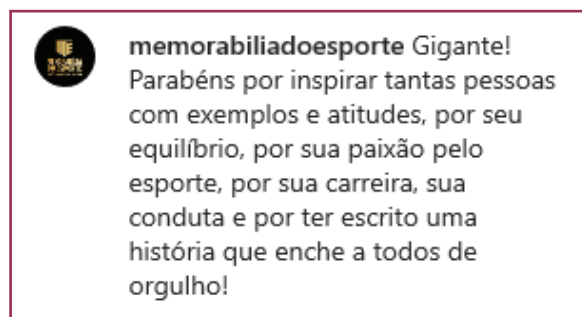 memorabiliadoesporte Gigante!
Parabéns por inspirar tantas pessoas
com exemplos e atitudes, por seu
equilíbrio, por sua paixão pelo
esporte, por sua carreira, sua
conduta e por ter escrito uma
história que enche a todos de
orgulho!